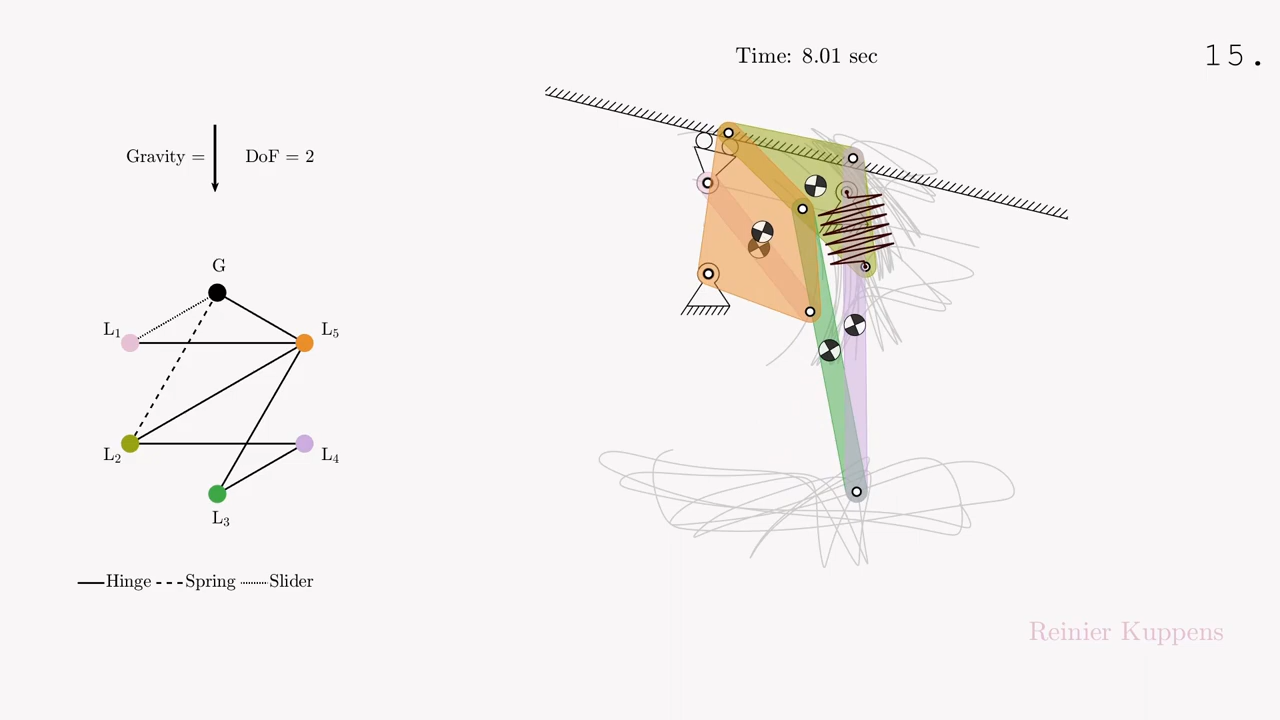 Time: 8.01 sec
15.
Gravity =
DoF = 2
G
L1
L5
L2
L4
L3
Hinge Spring Slider
Reinier Kuppens